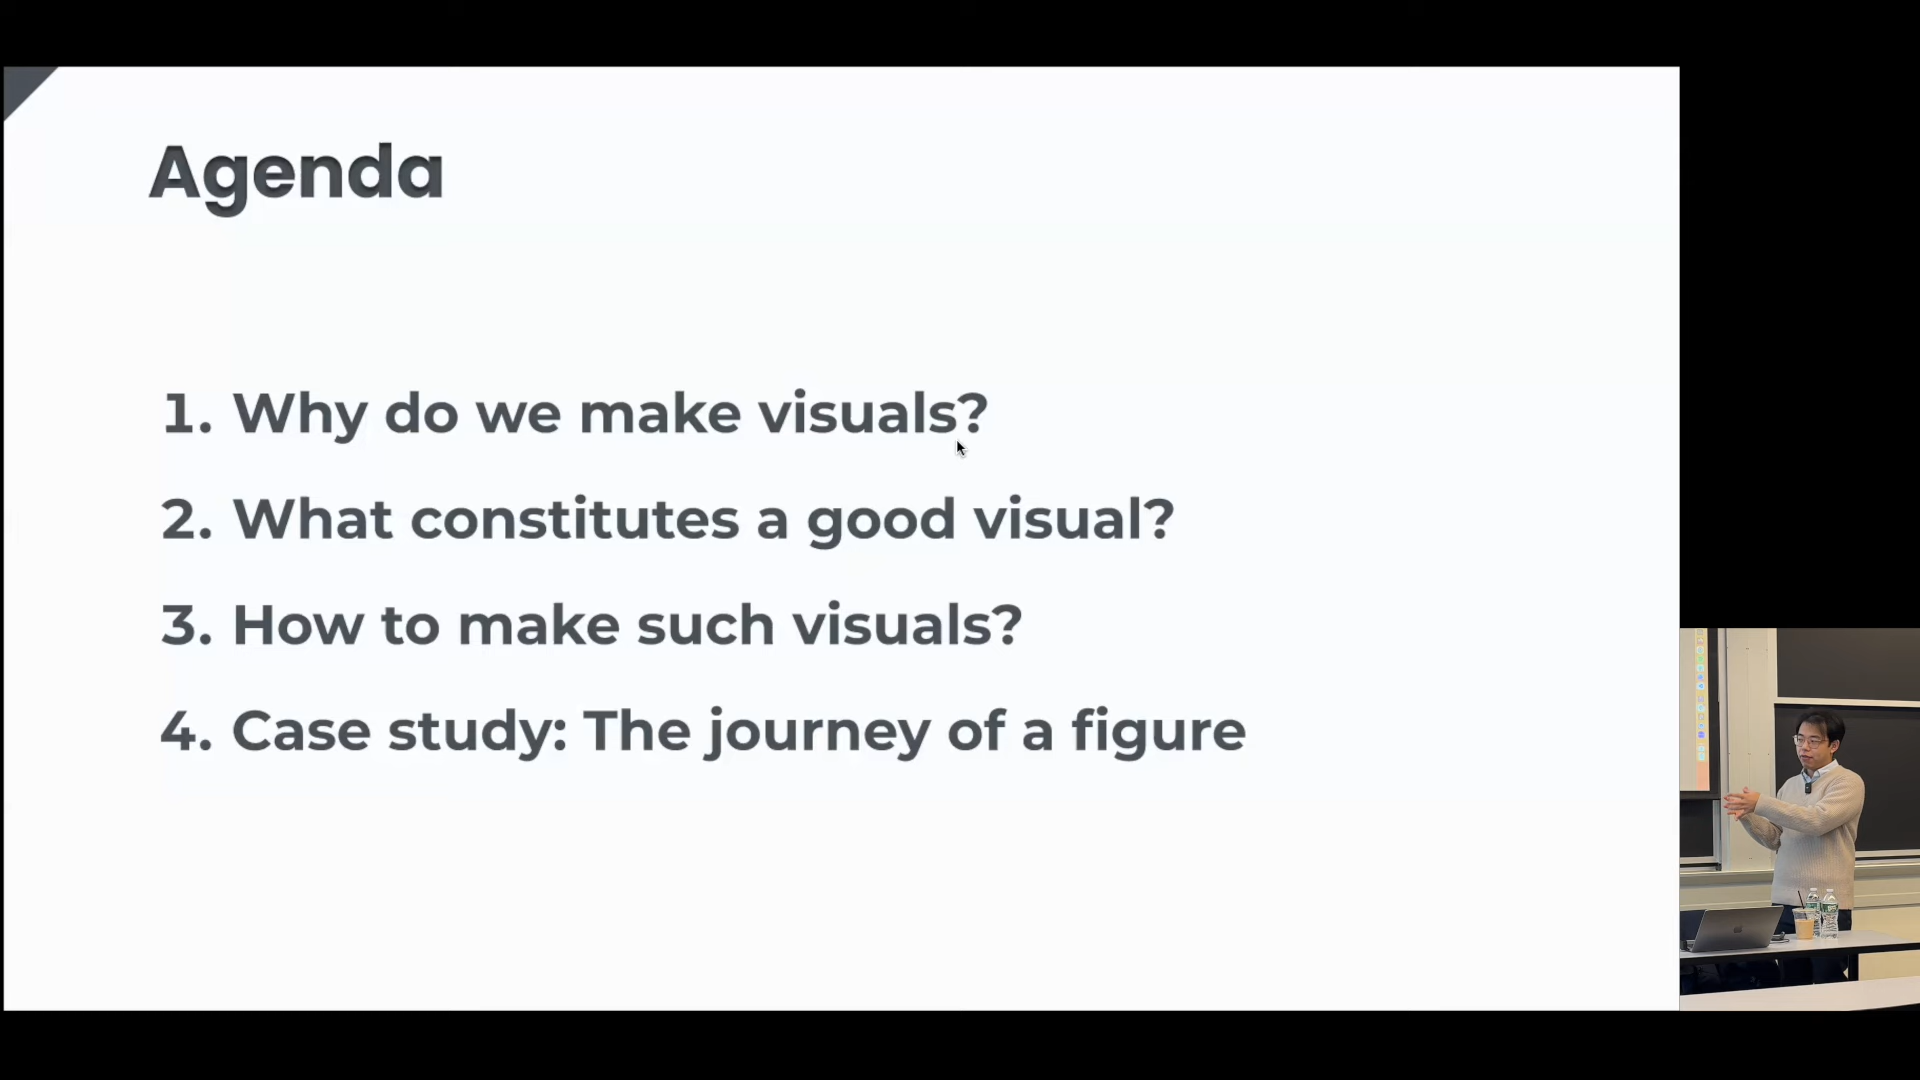 Agenda
1. Why do we make visuals?
2. What constitutes a good visual?
3. How to make such visuals?
4. Case study: The journey of a figure